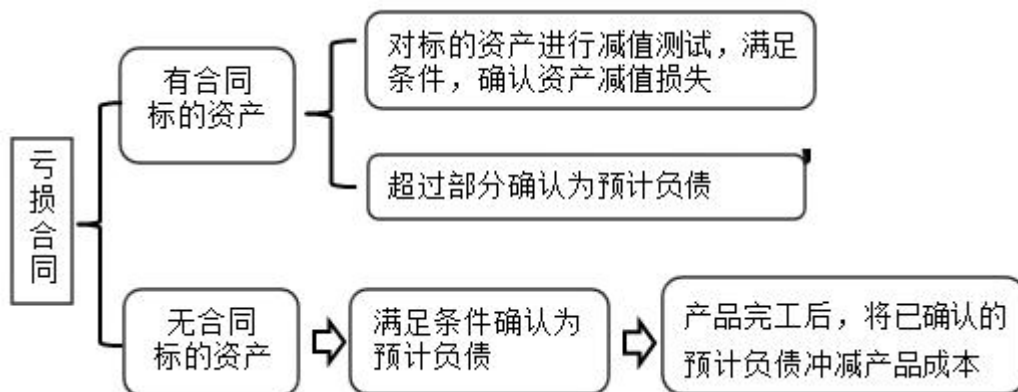 亏损合同
有合同
标的资产
对标的资产进行减值测试，满足
条件，确认资产减值损失
超过部分确认为预计负债
无合同
标的资产
满足条件确认为
预计负债
产品完工后，将已确认的
预计负债冲减产品成本